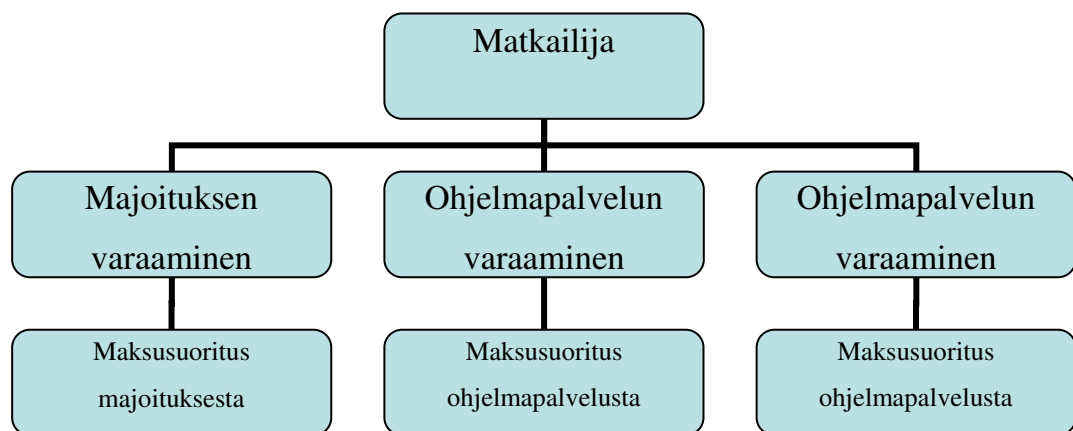 Matkailija
Majoituksen
varaaminen
Ohjelmapalvelun
varaaminen
Ohjelmapalvelun
varaaminen
Maksusuoritus
majoituksesta
Maksusuoritus
ohjelmapalvelusta
Maksusuoritus
ohjelmapalvelusta